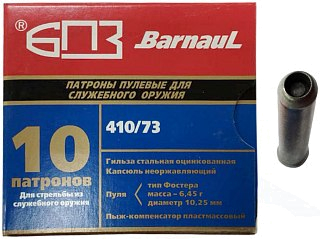 ® БПЗ Barnaul
ПАТРОНЫ ПУЛЕВЫЕ ДЛЯ
СЛУЖЕБНОГО ОРУЖИЯ
410/73
10
ПАТРОНОВ
Для стрельбы из
служебного оружия
Гильза стальная оцинкованная
Капсюль неоржавляющий
Пуля
тип Фостера
масса – 6,45 г
диаметр 10,25 мм
Пыж-компенсатор пластмассовый